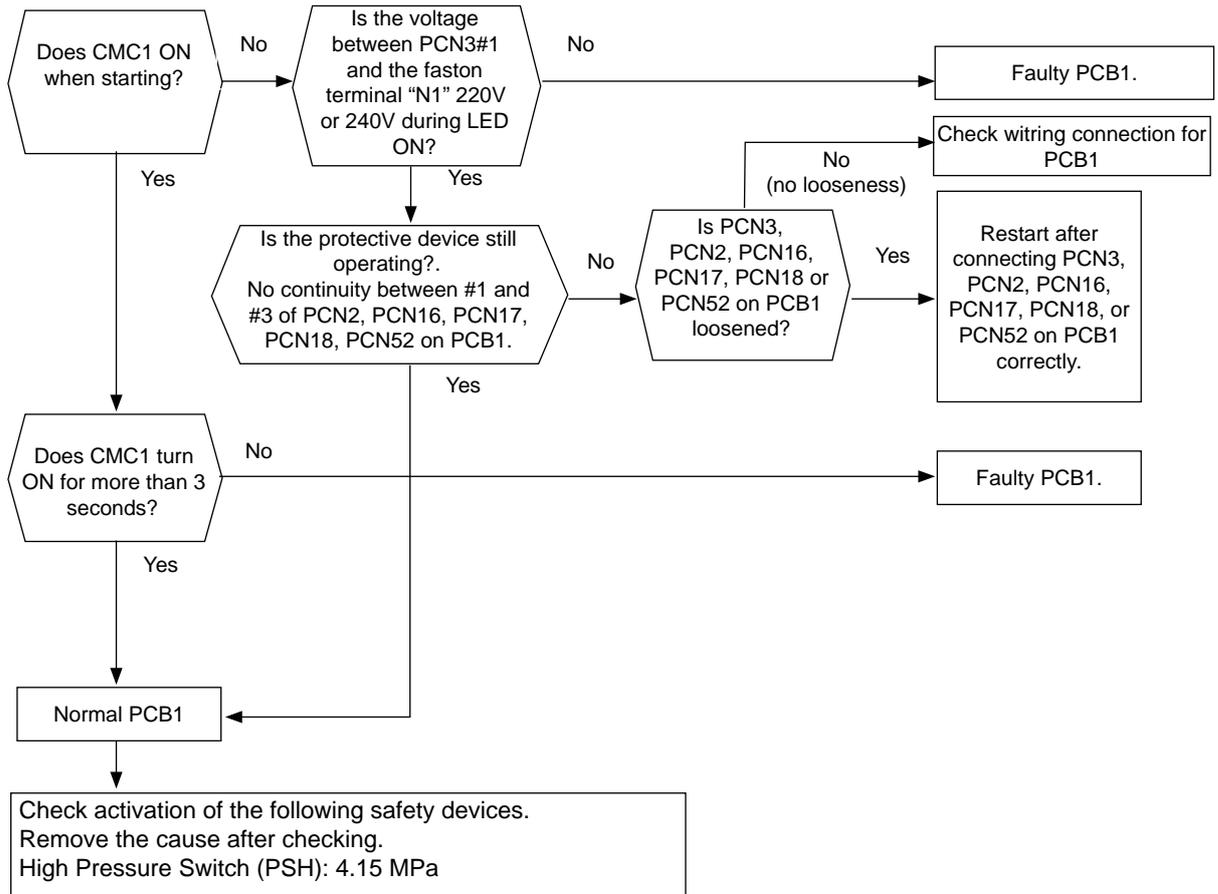 Does CMC1 ON
when starting?
No
Is the voltage
between PCN3#1
and the faston
terminal “N1” 220V
or 240V during LED
ON?
No
Faulty PCB1.
Yes
Yes
Is the protective device still
operating?.
No continuity between #1 and
#3 of PCN2, PCN16, PCN17,
PCN18, PCN52 on PCB1.
No
Is PCN3,
PCN2, PCN16,
PCN17, PCN18 or
PCN52 on PCB1
loosened?
No
(no looseness)
Check witring connection for
PCB1
Yes
Restart after
connecting PCN3,
PCN2, PCN16,
PCN17, PCN18, or
PCN52 on PCB1
correctly.
Yes
Does CMC1 turn
ON for more than 3
seconds?
No
Faulty PCB1.
Yes
Normal PCB1
Check activation of the following safety devices.
Remove the cause after checking.
High Pressure Switch (PSH): 4.15 MPa